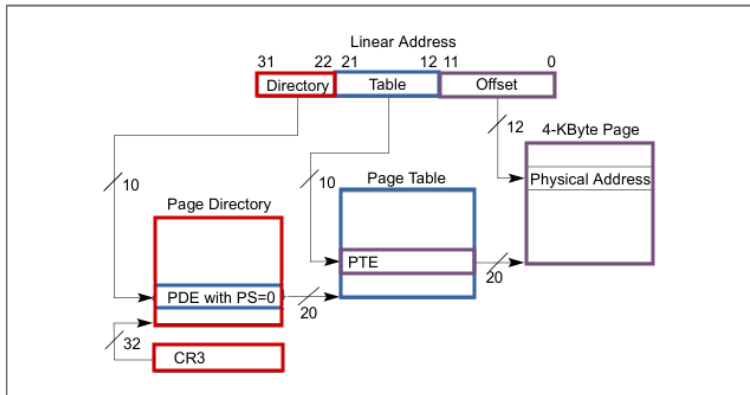 Linear Address
31 22 21 12 11 0
Directory Table Offset
12
4-KByte Page
Physical Address
10
10
Page Table
Page Directory
PTE
20
PDE with PS=0
20
32
CR3